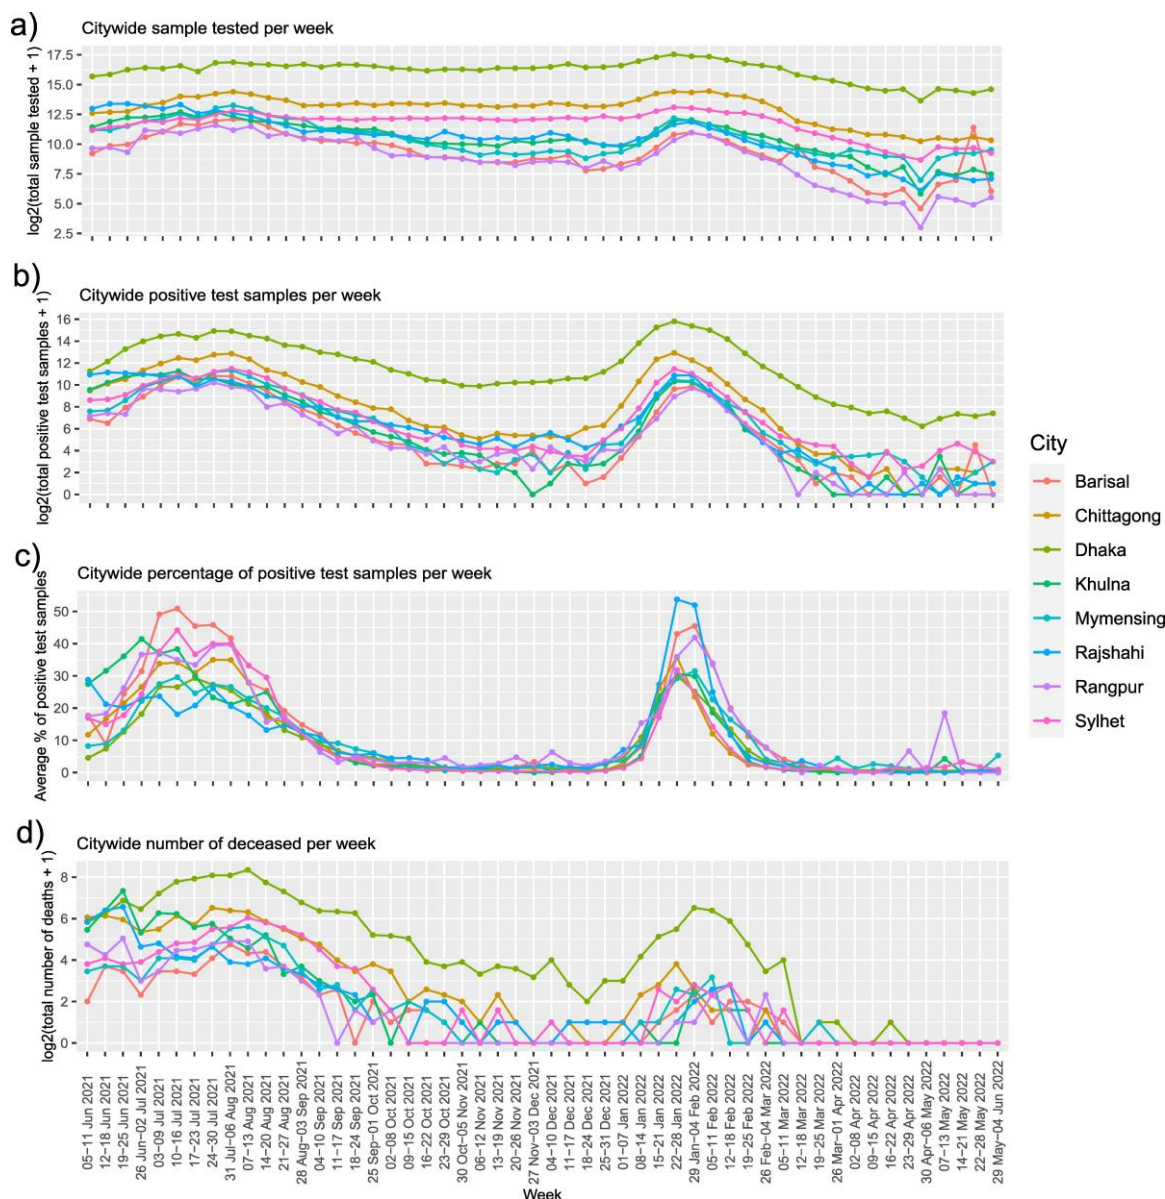 a)
Citywide sample tested per week
log2(total sample tested + 1)
17.5
15.0
12.5
10.0
7.5
5.0
2.5
b)
Citywide positive test samples per week
log2(total positive test samples + 1)
16
14
12
10
8
6
4
2
0
c)
Citywide percentage of positive test samples per week
Average % of positive test samples
50
40
30
20
10
0
d)
Citywide number of deceased per week
log2(total number of deaths + 1)
8
6
4
2
0
05−11 Jun 2021
12−18 Jun 2021
19−25 Jun 2021
26 Jun−02 Jul 2021
03−09 Jul 2021
10−16 Jul 2021
17−23 Jul 2021
24−30 Jul 2021
31 Jul−06 Aug 2021
07−13 Aug 2021
14−20 Aug 2021
21−27 Aug 2021
28 Aug−03 Sep 2021
04−10 Sep 2021
11−17 Sep 2021
18−24 Sep 2021
25 Sep−01 Oct 2021
02−08 Oct 2021
09−15 Oct 2021
16−22 Oct 2021
23−29 Oct 2021
30 Oct−05 Nov 2021
06−12 Nov 2021
13−19 Nov 2021
20−26 Nov 2021
27 Nov−03 Dec 2021
04−10 Dec 2021
11−17 Dec 2021
18−24 Dec 2021
25−31 Dec 2021
01−07 Jan 2022
08−14 Jan 2022
15−21 Jan 2022
22−28 Jan 2022
29 Jan−04 Feb 2022
05−11 Feb 2022
12−18 Feb 2022
19−25 Feb 2022
26 Feb−04 Mar 2022
05−11 Mar 2022
12−18 Mar 2022
19−25 Mar 2022
26 Mar−01 Apr 2022
02−08 Apr 2022
09−15 Apr 2022
16−22 Apr 2022
23−29 Apr 2022
30 Apr−06 May 2022
07−13 May 2022
14−21 May 2022
22−28 May 2022
29 May−04 Jun 2022
Week
City
Barisal
Chittagong
Dhaka
Khulna
Mymensing
Rajshahi
Rangpur
Sylhet